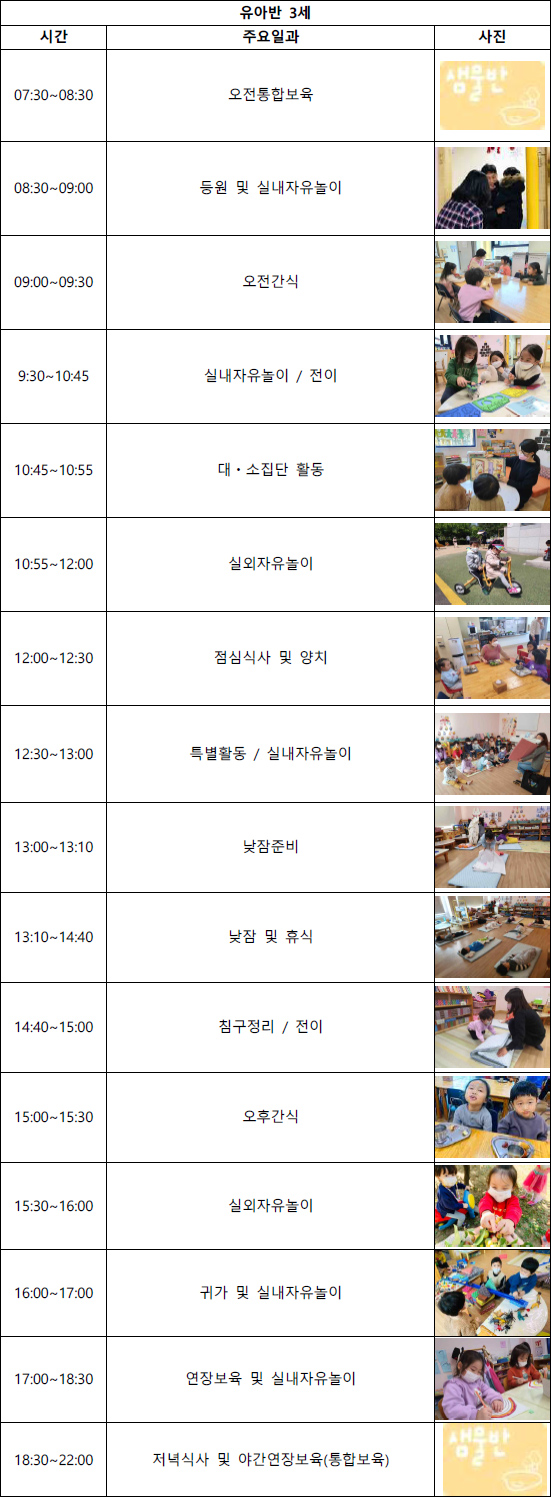 유아반 3세
시간 주요일과 사진
07:30~08:30 오전통합보육 샘물반
08:30~09:00 등원 및 실내자유놀이
09:00~09:30 오전간식
9:30~10:45 실내자유놀이 / 전이
10:45~10:55 대・소집단 활동
10:55~12:00 실외자유놀이
12:00~12:30 점심식사 및 양치
12:30~13:00 특별활동 / 실내자유놀이
13:00~13:10 낮잠준비
13:10~14:40 낮잠 및 휴식
14:40~15:00 침구정리 / 전이
15:00~15:30 오후간식
15:30~16:00 실외자유놀이
16:00~17:00 귀가 및 실내자유놀이
17:00~18:30 연장보육 및 실내자유놀이
18:30~22:00 저녁식사 및 야간연장보육(통합보육) 샘물반